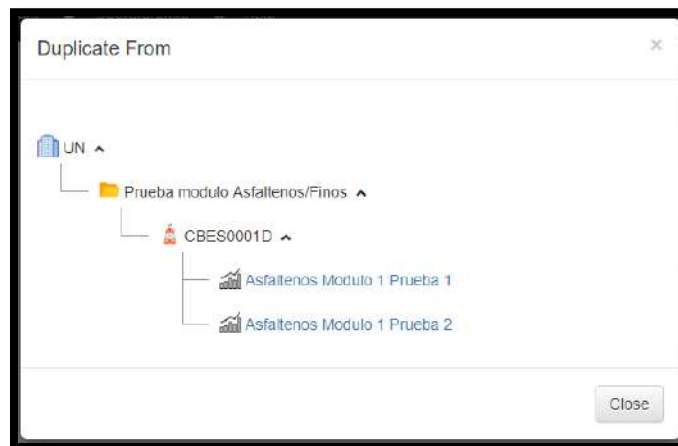 Duplicate From
×
UN
Prueba modulo Asfaltenos/Finos
CBES0001D
Asfaltenos Modulo 1 Prueba 1
Asfaltenos Modulo 1 Prueba 2
Close